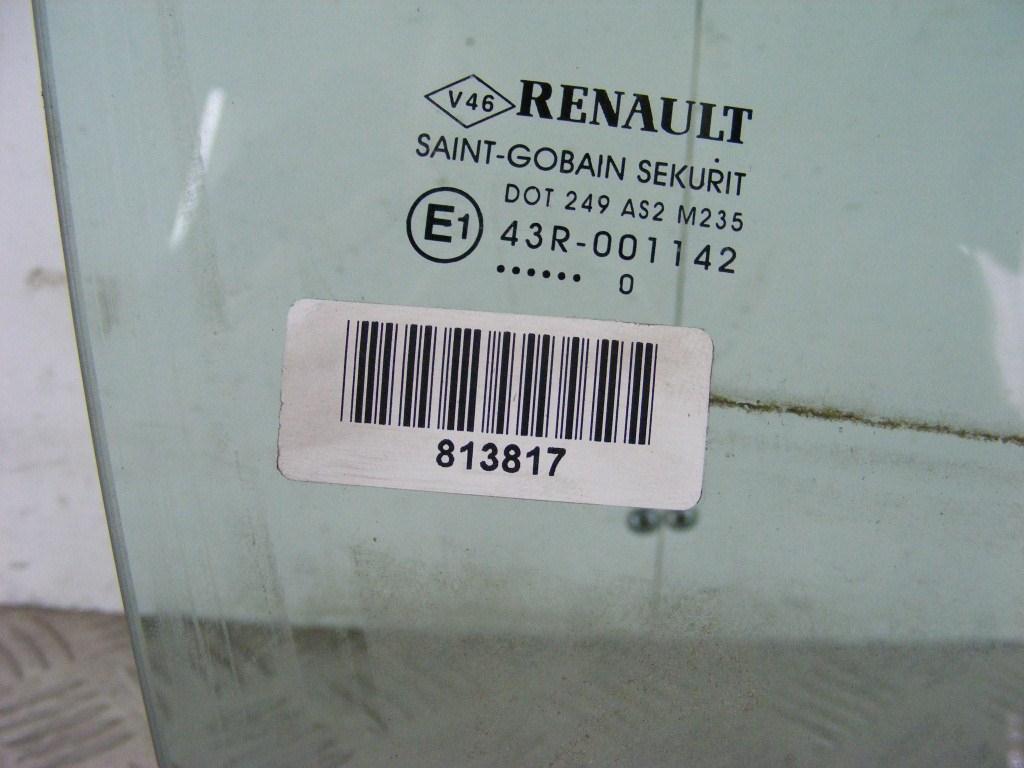 V46 RENAULT
SAINT-GOBAIN SEKURIT
DOT 249 AS2 M235
E1 43R-001142
...... 0
813817